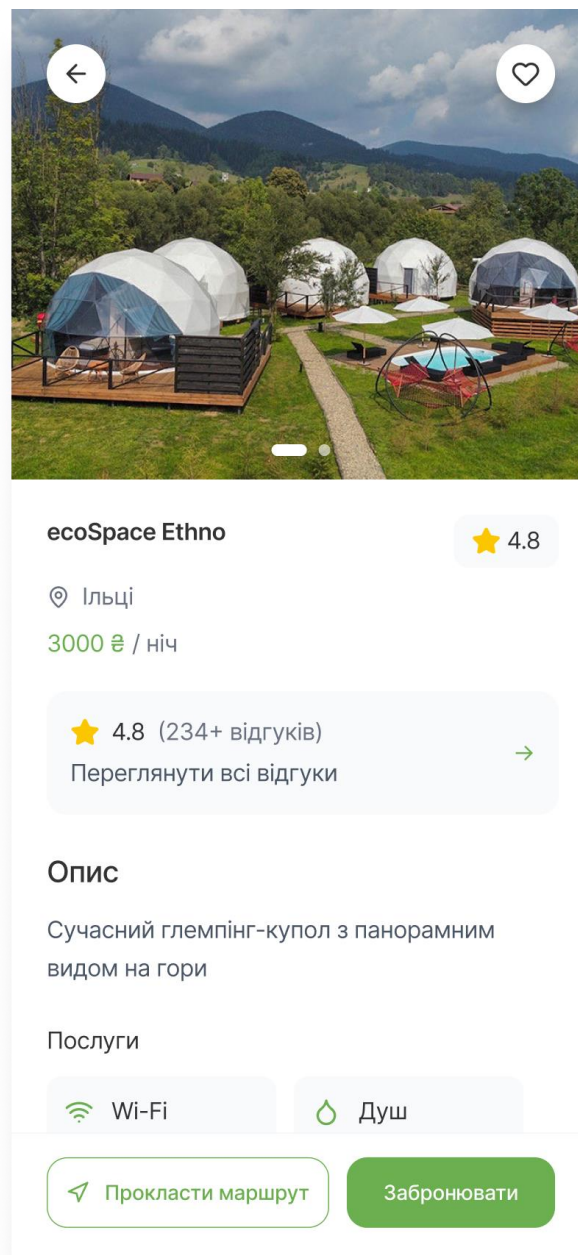 ecoSpace Ethno
4.8
Ільці
3000 ₴ / ніч
4.8 (234+ відгуків)
Переглянути всі відгуки
Опис
Сучасний глемпінг-купол з панорамним
видом на гори
Послуги
Wi-Fi
Душ
Прокласти маршрут
Забронювати